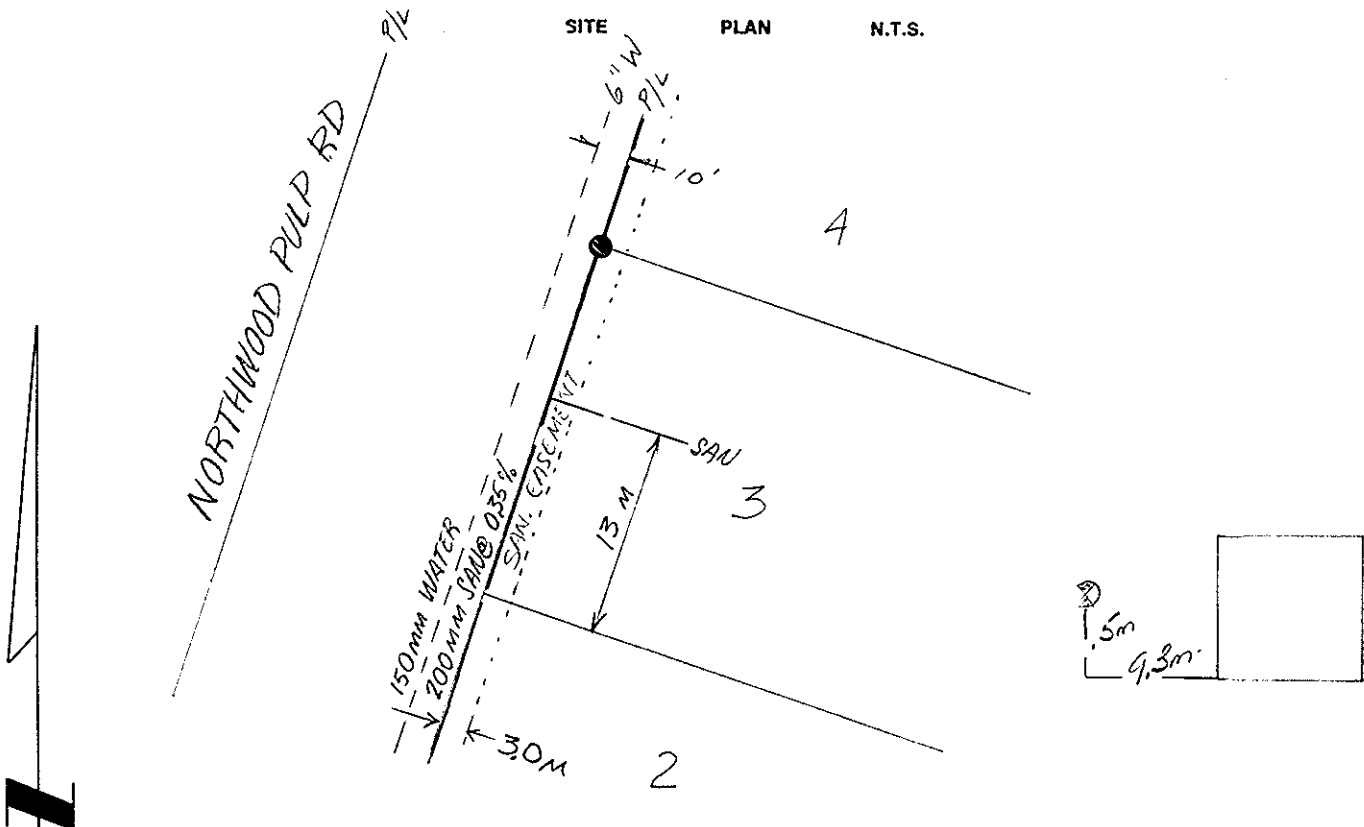 SITE PLAN N.T.S.
P/L
6" W
P/L
10'
NORTHWOOD PULP RD
4
SAN
3
13 M
150MM WATER
200MM SAN @ 0.35%
SAN. EASEMENT
3.0M
2
.5m
9.3m